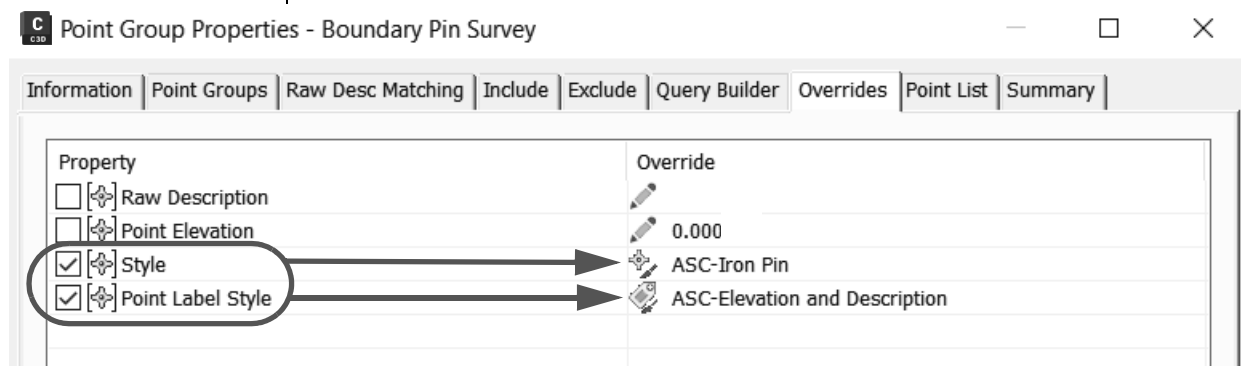 C C3D Point Group Properties - Boundary Pin Survey
Information Point Groups Raw Desc Matching Include Exclude Query Builder Overrides Point List Summary
Property Override
Raw Description
Point Elevation 0.000
Style ASC-Iron Pin
Point Label Style ASC-Elevation and Description